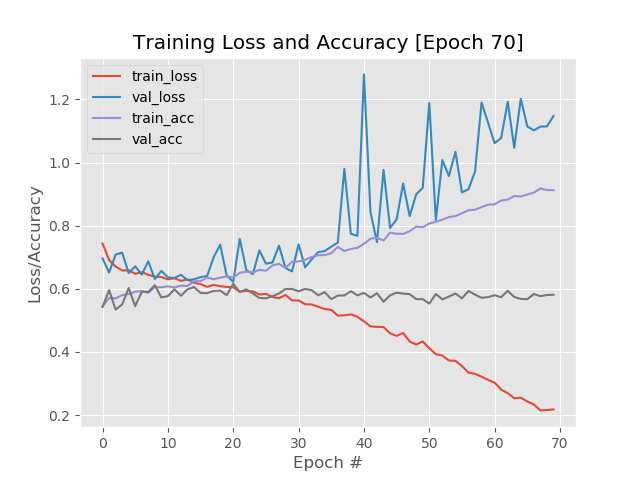 Training Loss and Accuracy [Epoch 70]
train_loss
val_loss
train_acc
val_acc
Loss/Accuracy
1.2
1.0
0.8
0.6
0.4
0.2
0 10 20 30 40 50 60 70
Epoch #